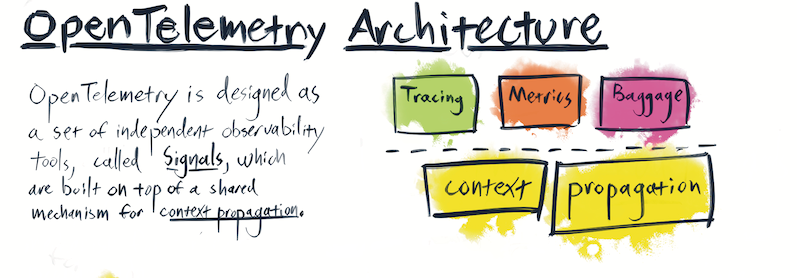 OpenTelemetry Architecture
OpenTelemetry is designed as
a set of independent observability
tools, called Signals, which
are built on top of a shared
mechanism for context propagation.
Tracing Metrics Baggage
context propagation